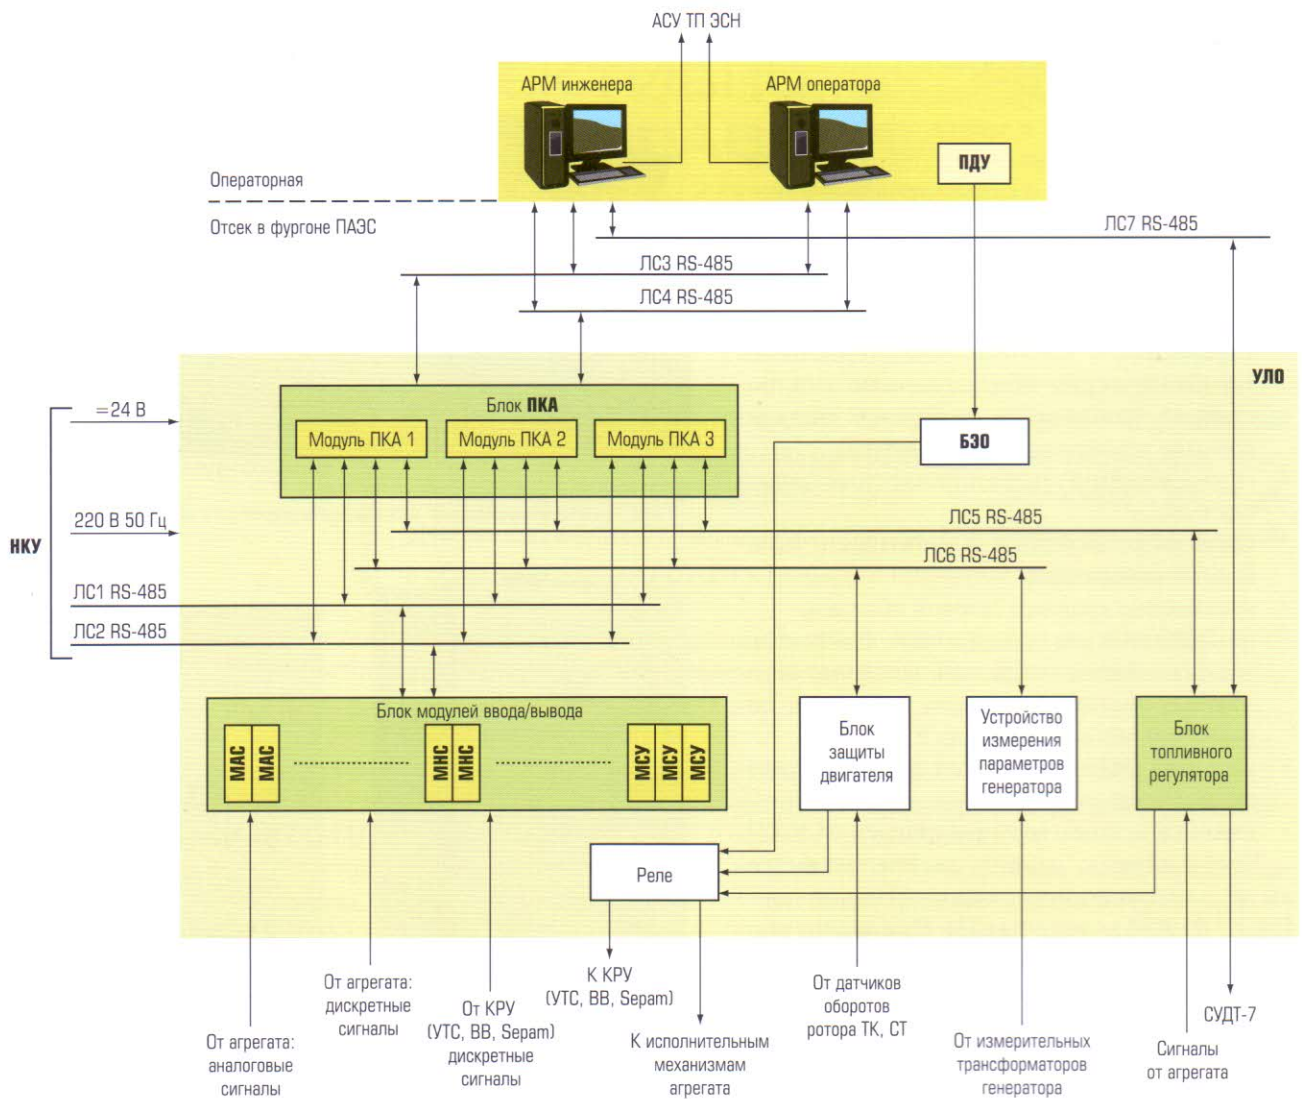 АСУ ТП ЭСН
АРМ инженера
АРМ оператора
ПДУ
Операторная
Отсек в фургоне ПАЭС
ЛС7 RS-485
ЛС3 RS-485
ЛС4 RS-485
УЛО
=24 В
Блок ПКА
Модуль ПКА 1
Модуль ПКА 2
Модуль ПКА 3
БЗО
220 В 50 Гц
НКУ
ЛС5 RS-485
ЛС6 RS-485
ЛС1 RS-485
ЛС2 RS-485
Блок модулей ввода/вывода
МАС
МАС
МНС
МНС
МСУ
МСУ
МСУ
Блок
защиты
двигателя
Устройство
измерения
параметров
генератора
Блок
топливного
регулятора
Реле
От агрегата:
аналоговые
сигналы
От агрегата:
дискретные
сигналы
От КРУ
(УТС, ВВ, Sepam)
дискретные
сигналы
К КРУ
(УТС, ВВ, Sepam)
К исполнительным
механизмам
агрегата
От датчиков
оборотов
ротора ТК, СТ
От измерительных
трансформаторов
генератора
Сигналы
от агрегата
СУДТ-7